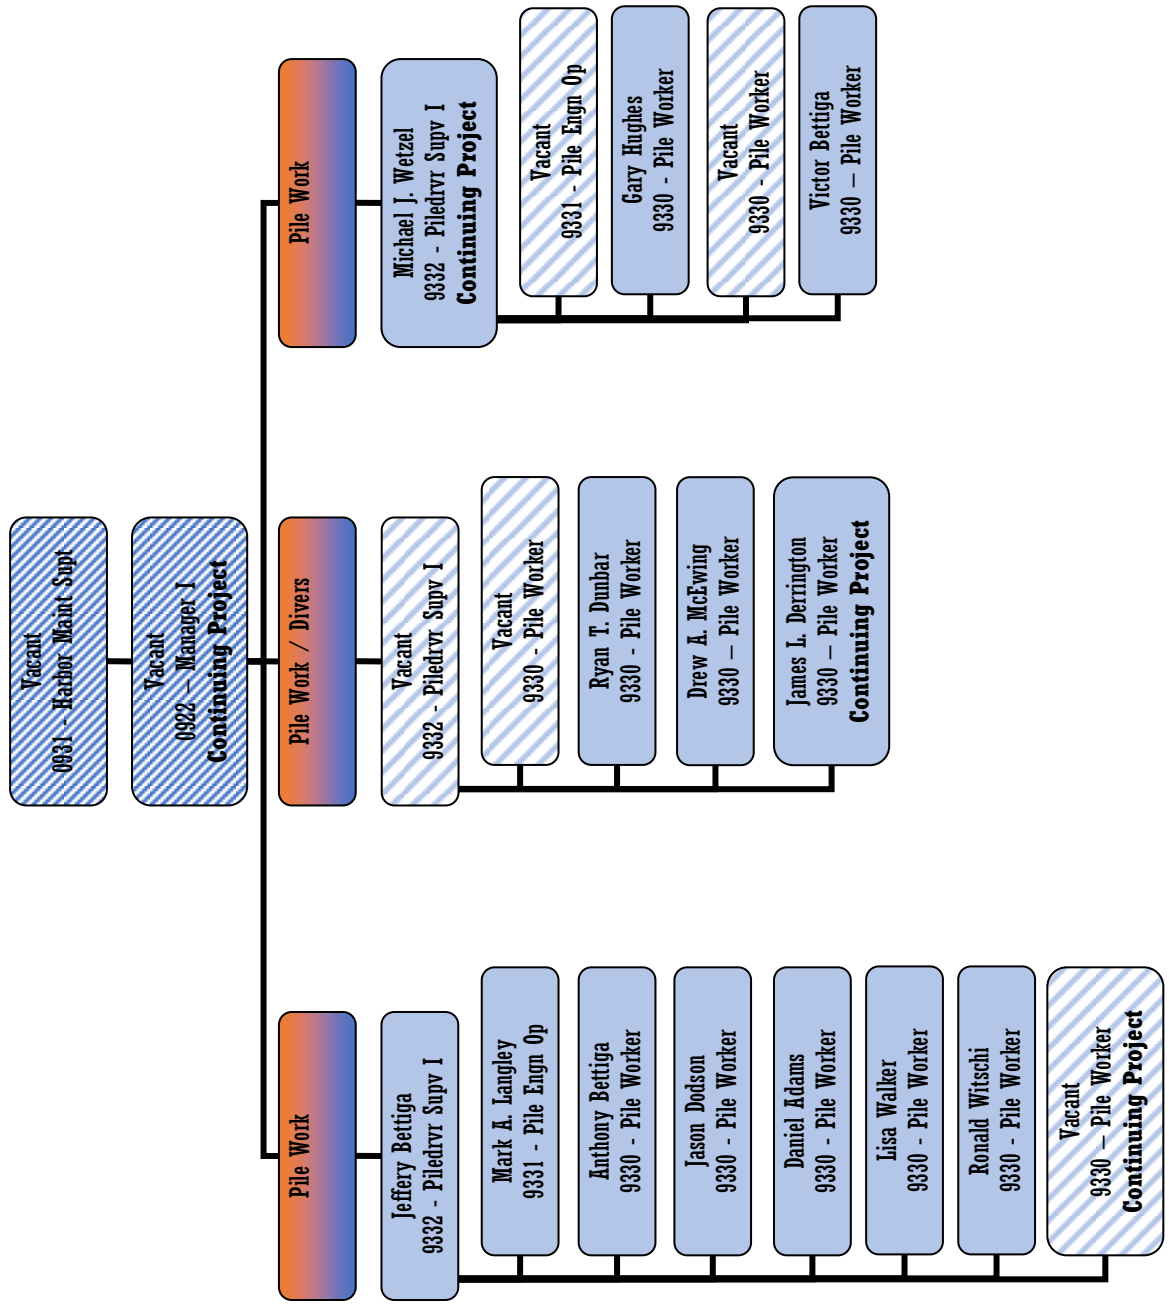 Vacant
0931 - Harbor Maint Supt
Vacant
0922 – Manager I
Continuing Project
Pile Work
Jeffery Bettiga
9332 - Piledrvr Supv I
Mark A. Langley
9331 - Pile Engn Op
Anthony Bettiga
9330 - Pile Worker
Jason Dodson
9330 - Pile Worker
Daniel Adams
9330 - Pile Worker
Lisa Walker
9330 - Pile Worker
Ronald Witschi
9330 - Pile Worker
Vacant
9330 – Pile Worker
Continuing Project
Pile Work / Divers
Vacant
9332 - Piledrvr Supv I
Vacant
9330 - Pile Worker
Ryan T. Dunbar
9330 - Pile Worker
Drew A. McEwing
9330 – Pile Worker
James L. Derrington
9330 – Pile Worker
Continuing Project
Pile Work
Michael J. Wetzel
9332 - Piledrvr Supv I
Continuing Project
Vacant
9331 - Pile Engn Op
Gary Hughes
9330 - Pile Worker
Vacant
9330 - Pile Worker
Victor Bettiga
9330 – Pile Worker